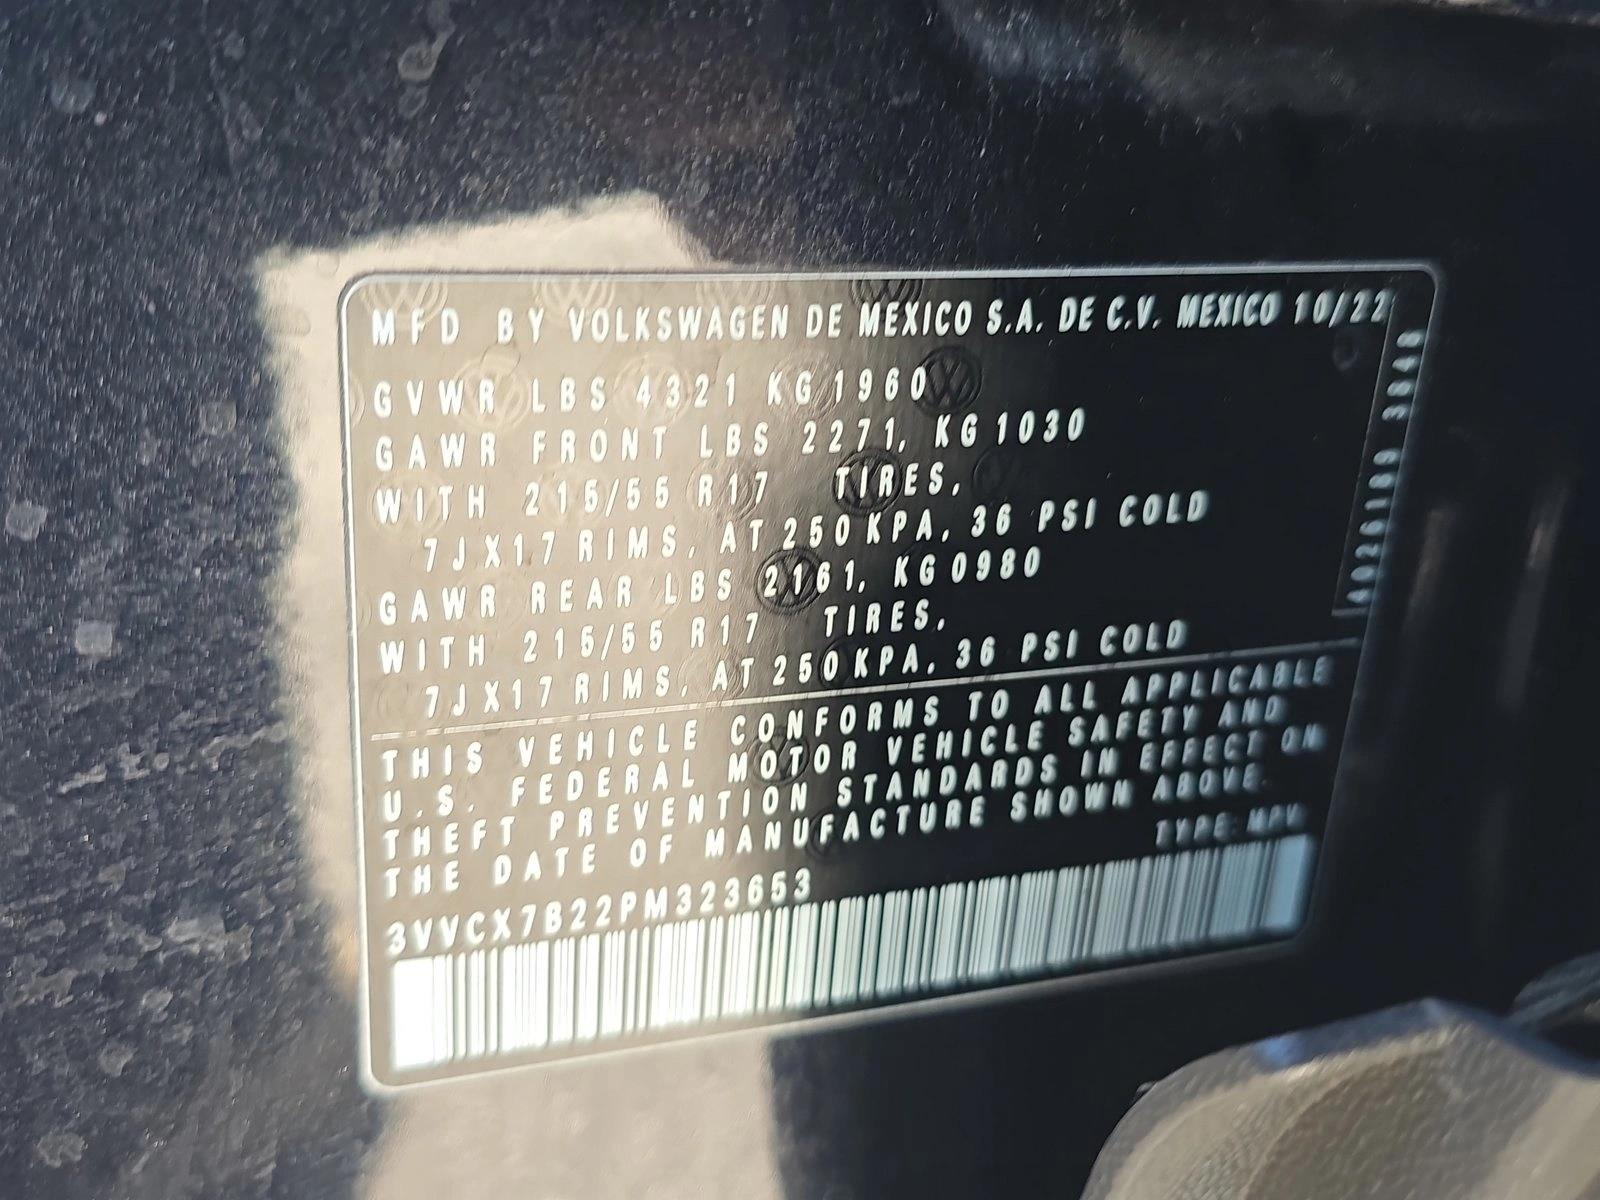 MFD BY VOLKSWAGEN DE MEXICO S.A. DE C.V. MEXICO 10/22
GVWR LBS 4321 KG 1960
GAWR FRONT LBS 2271, KG 1030
WITH 215/55 R17 TIRES,
7JX17 RIMS, AT 250 KPA, 36 PSI COLD
GAWR REAR LBS 2161, KG 0980
WITH 215/55 R17 TIRES,
7JX17 RIMS, AT 250 KPA, 36 PSI COLD
THIS VEHICLE CONFORMS TO ALL APPLICABLE
U.S. FEDERAL MOTOR VEHICLE SAFETY AND
THEFT PREVENTION STANDARDS IN EFFECT ON
THE DATE OF MANUFACTURE SHOWN ABOVE.
TYPE: MPV
3VVCX7B22PM323653